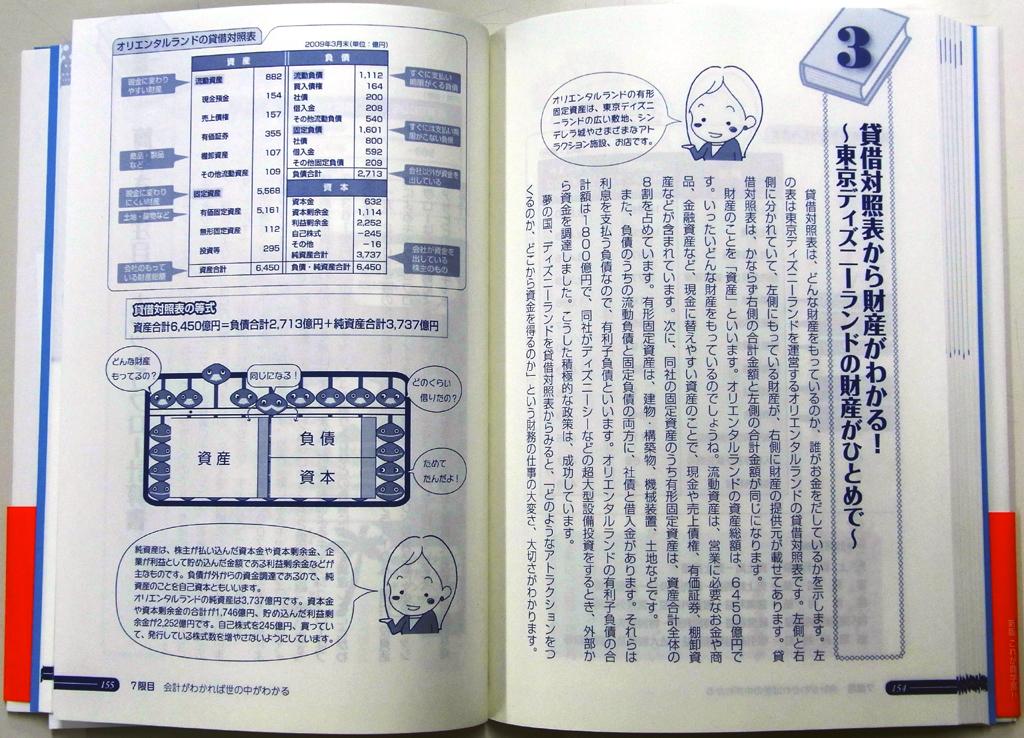 3
貸借対照表から財産がわかる！
～東京ディズニーランドの財産がひとめで～
オリエンタルランドの有形
固定資産は、東京ディズニ
ーランドの広い敷地、シン
デレラ城やさまざまなアト
ラクション施設、お店です。
貸借対照表は、どんな財産をもっているのか、誰がお金をだしているかを示します。左
の表は東京ディズニーランドを運営するオリエンタルランドの貸借対照表です。左側と右
側に分かれていて、左側にもっている財産が、右側に財産の提供元が載せてあります。貸
借対照表は、かならず右側の合計金額と左側の合計金額が同じになります。
財産のことを「資産」といいます。オリエンタルランドの資産総額は、6450億円で
す。いったいどんな財産をもっているのでしょうね。流動資産は、営業に必要なお金や商
品、金融資産など、現金に替えやすい資産のことで、現金や売上債権、有価証券、棚卸資
産などが含まれています。次に、同社の固定資産のうち有形固定資産は、資産合計全体の
8割を占めています。有形固定資産は、建物・構築物、機械装置、土地などです。
また、負債のうちの流動負債と固定負債の両方に、社債と借入金があります。それらは
利息を支払う負債なので、有利子負債といいます。オリエンタルランドの有利子負債の合
計額は1800億円で、同社がディズニーシーなどの超大型設備投資をするとき、外部か
ら資金を調達しました。こうした積極的な政策は、成功しています。
夢の国、ディズニーランドを貸借対照表からみると、「どのようなアトラクションをつ
くるのか、どこから資金を得るのか」という財務の仕事の大変さ、大切さがわかります。
154
オリエンタルランドの貸借対照表
2009年3月末(単位：億円)
資産 負債
流動資産 882 流動負債 1,112
現金預金 154 買入債権 164
売上債権 157 社債 200
有価証券 355 借入金 208
棚卸資産 107 その他流動負債 540
その他流動資産 109 固定負債 1,601
固定資産 5,568 社債 800
有価固定資産 5,161 借入金 592
無形固定資産 112 その他固定負債 209
投資等 295 負債合計 2,713
資産合計 6,450
資本
資本金 632
資本剰余金 1,114
利益剰余金 2,252
自己株式 −245
その他 −16
純資産合計 3,737
負債・純資産合計 6,450
現金に変わり
やすい財産
商品・製品
など
現金に変わり
にくい財産
土地・建物など
会社のもって
いる財産総額
すぐに支払い
期限がくる負債
すぐには支払い期
限がこない負債
会社以外が資金を
出している
会社が資金を
出している
株主のもの
貸借対照表の等式
資産合計6,450億円＝負債合計2,713億円＋純資産合計3,737億円
どんな財産
もってるの？
同じになる！
どのくらい
借りたの？
ためて
たんだよ！
資産
負債
資本
純資産は、株主が払い込んだ資本金や資本剰余金、企
業が利益として貯め込んだ金額である利益剰余金などが
主なものです。負債が外からの資金調達であるので、純
資産のことを自己資本ともいいます。
オリエンタルランドの純資産は3,737億円です。資本金
や資本剰余金の合計が1,746億円、貯め込んだ利益剰
余金が2,252億円です。自己株式を245億円、買ってい
て、発行している株式数を増やさないようにしています。
155
7限目 会計がわかれば世の中がわかる